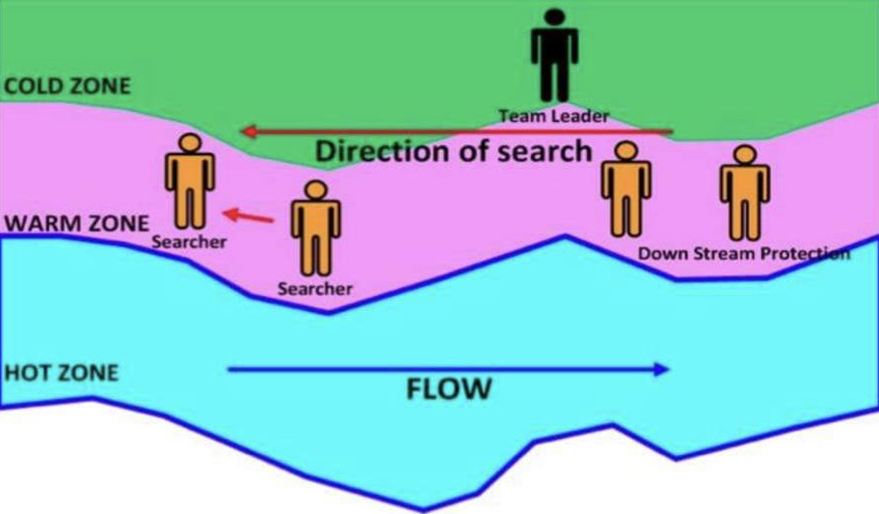 COLD ZONE
Team Leader
Direction of search
WARM ZONE
Searcher
Down Stream Protection
Searcher
HOT ZONE
FLOW